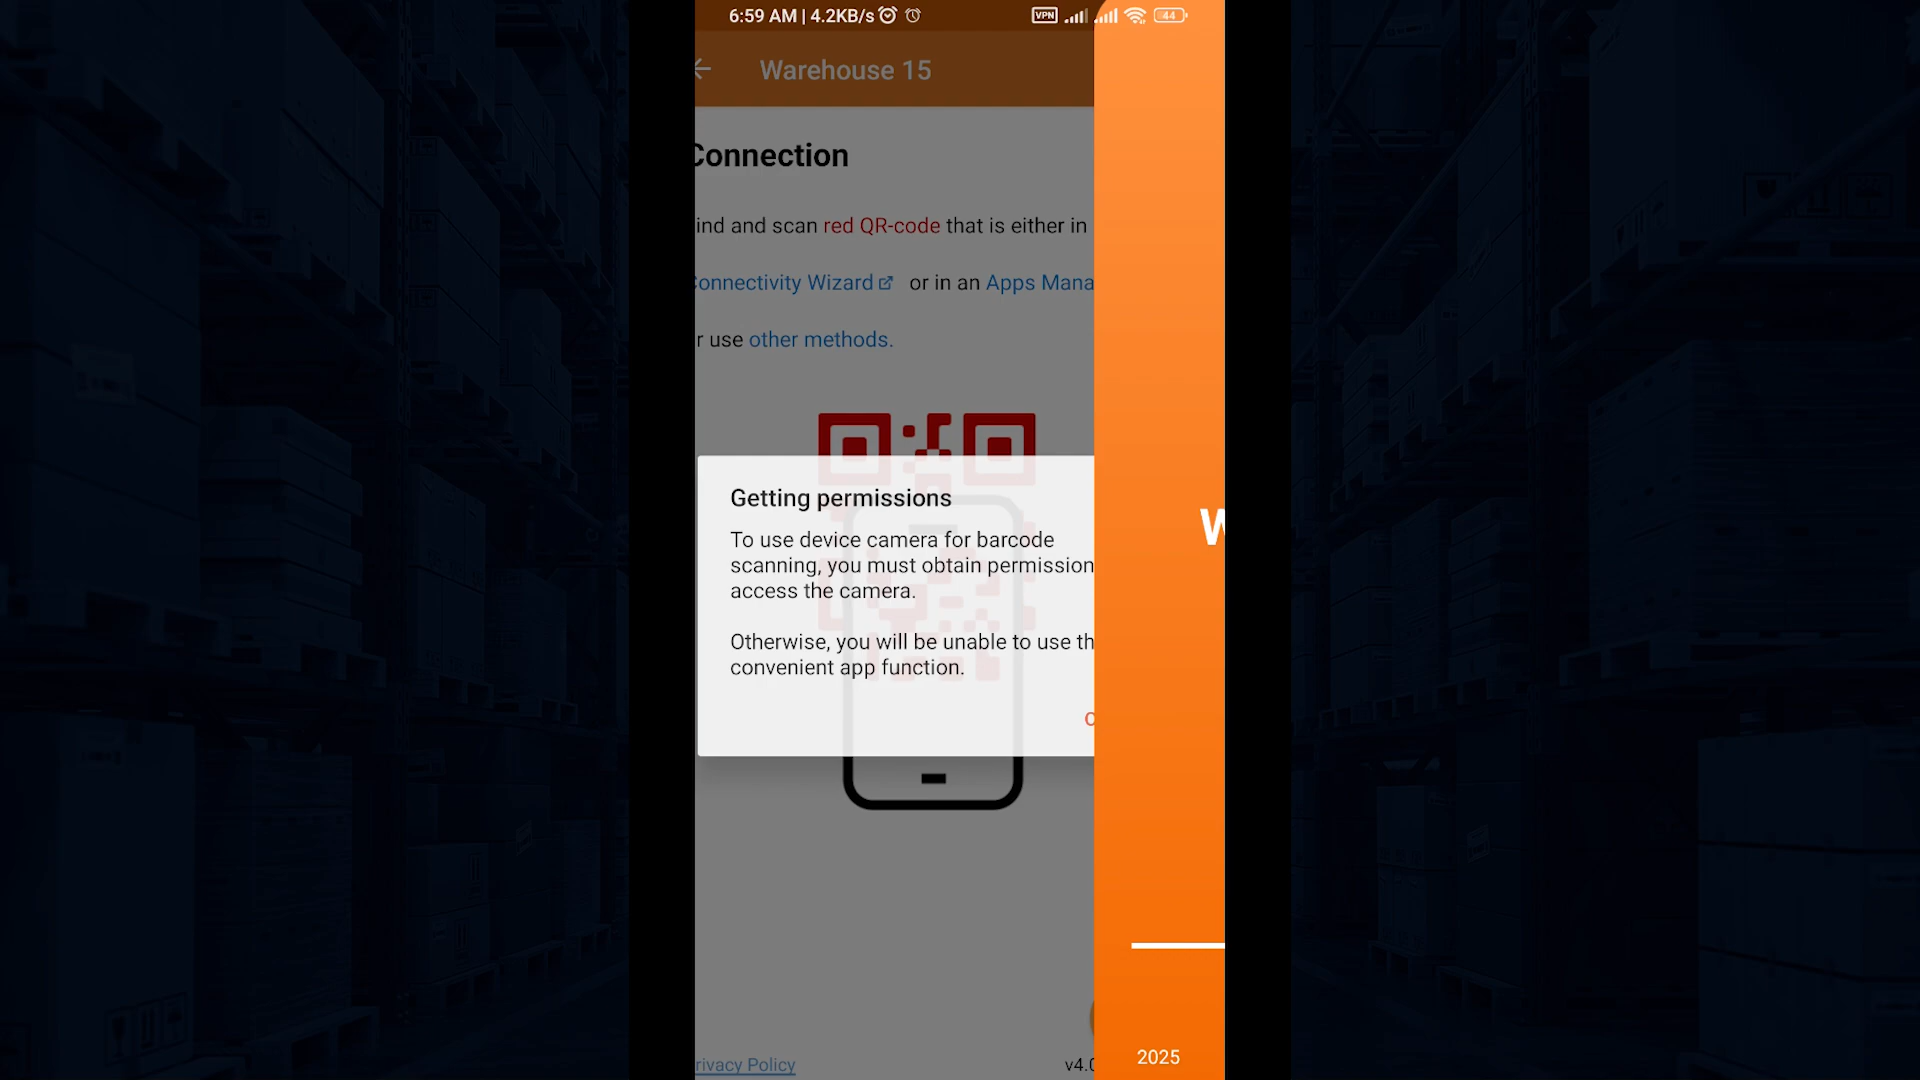 6:59 AM | 4.2KB/s
VPN
44
Warehouse 15
Connection
ind and scan red QR-code that is either in
onnectivity Wizard or in an Apps Mana
r use other methods.
Getting permissions
To use device camera for barcode
scanning, you must obtain permission
access the camera.
Otherwise, you will be unable to use th
convenient app function.
O
W
rivacy Policy
v4.0
2025